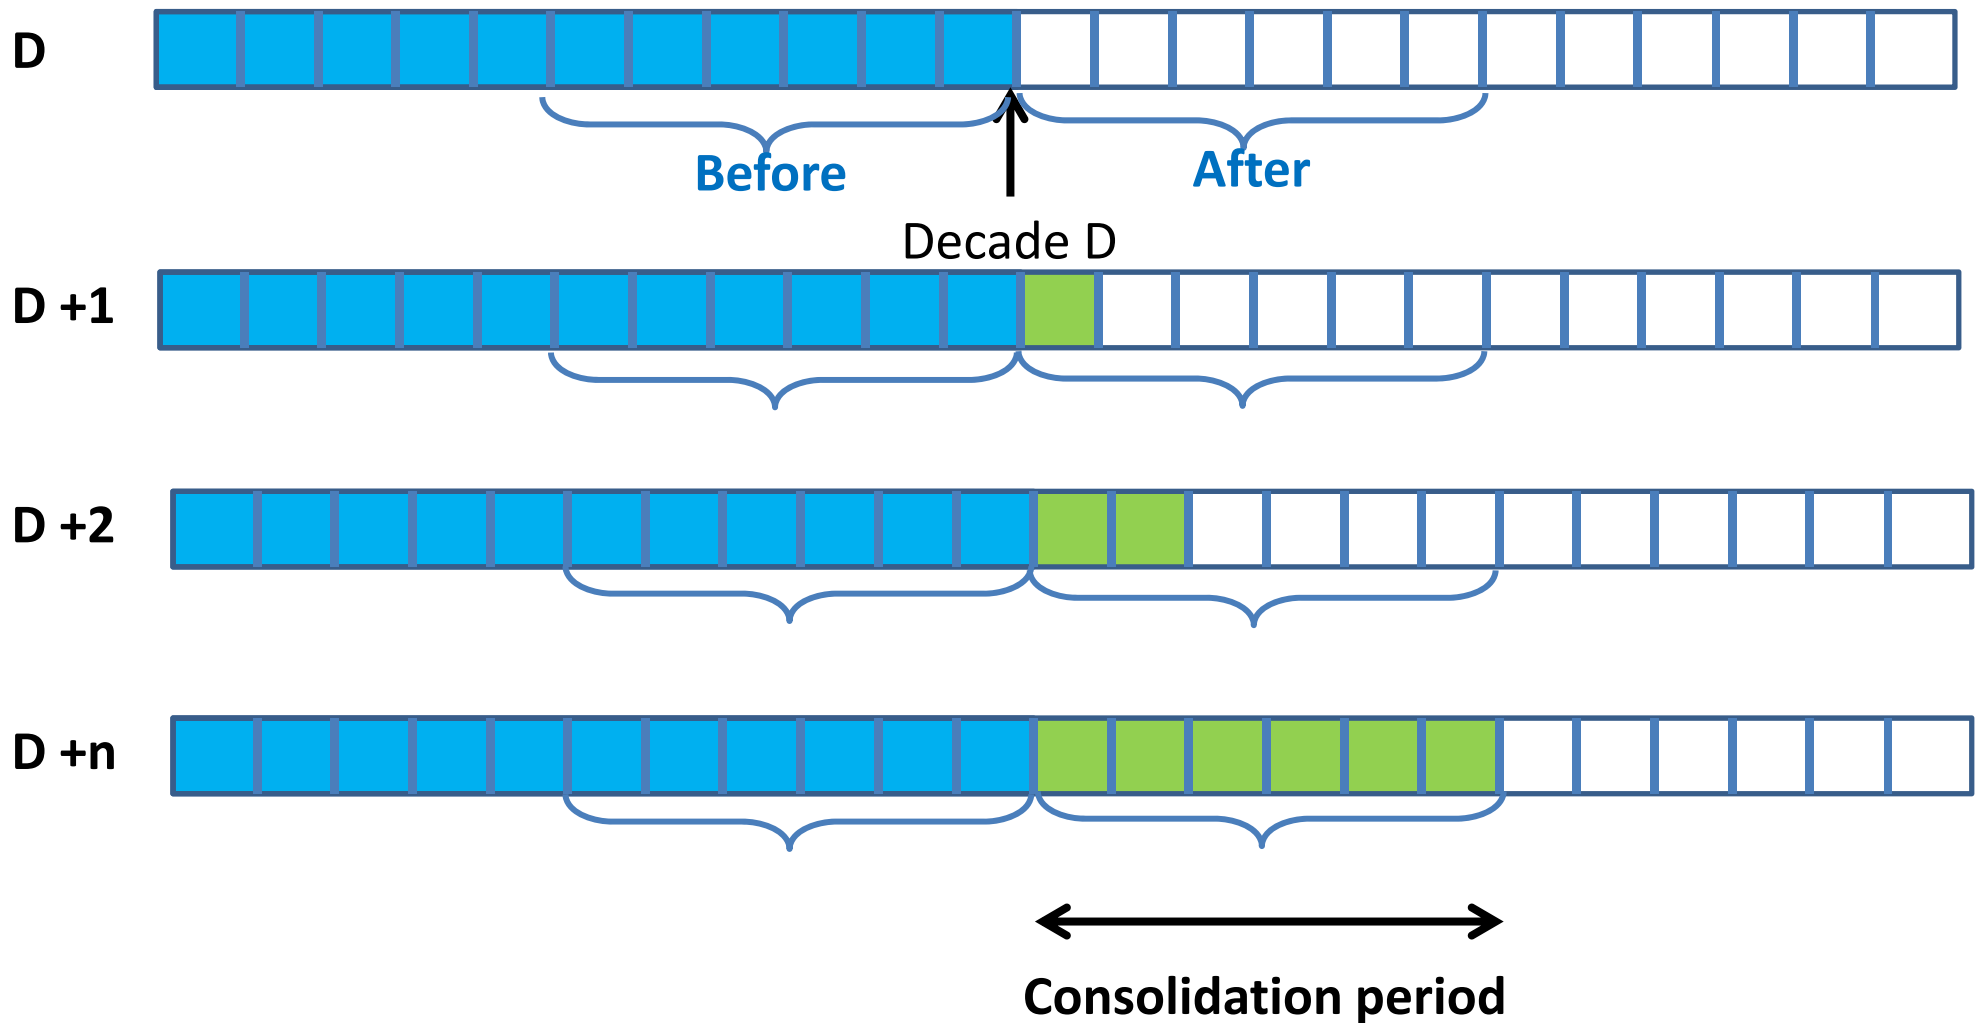 D
Before
After
Decade D
D +1
D +2
D +n
Consolidation period